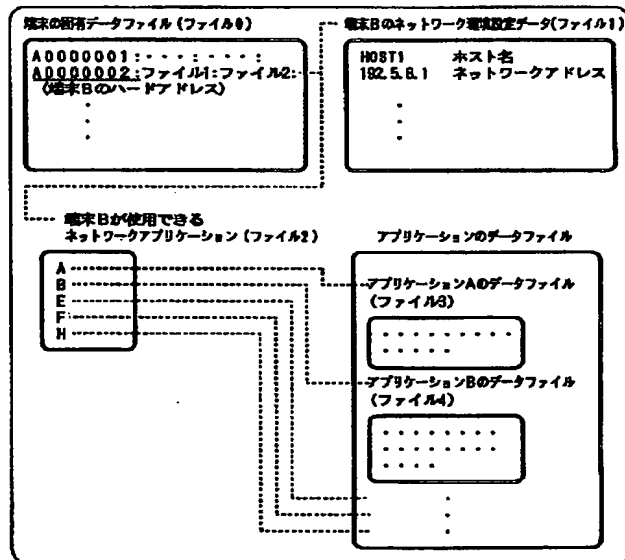 端末の固有データファイル (ファイル0)
A0000001:・・・:・・・:
A0000002:ファイル1:ファイル2:
(端末Bのハードアドレス)
端末Bのネットワーク環境設定データ(ファイル1)
HOST1 ホスト名
192.5.8.1 ネットワークアドレス
端末Bが使用できる
ネットワークアプリケーション (ファイル2)
A
B
E
F
H
アプリケーションのデータファイル
アプリケーションAのデータファイル
(ファイル3)
アプリケーションBのデータファイル
(ファイル4)